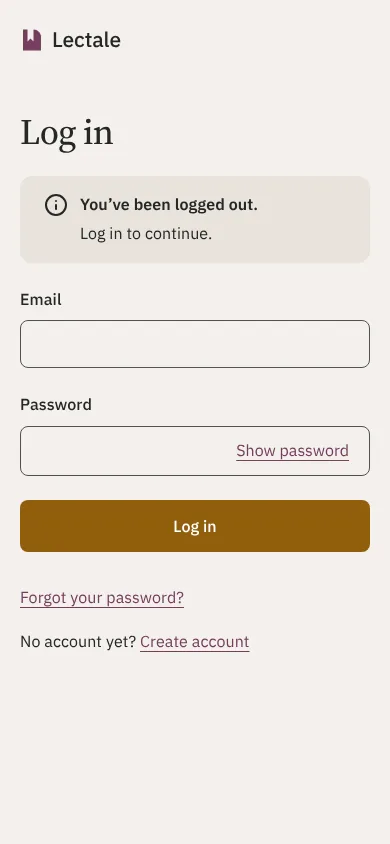 Lectale
Log in
You’ve been logged out.
Log in to continue.
Email
Password
Show password
Log in
Forgot your password?
No account yet? Create account